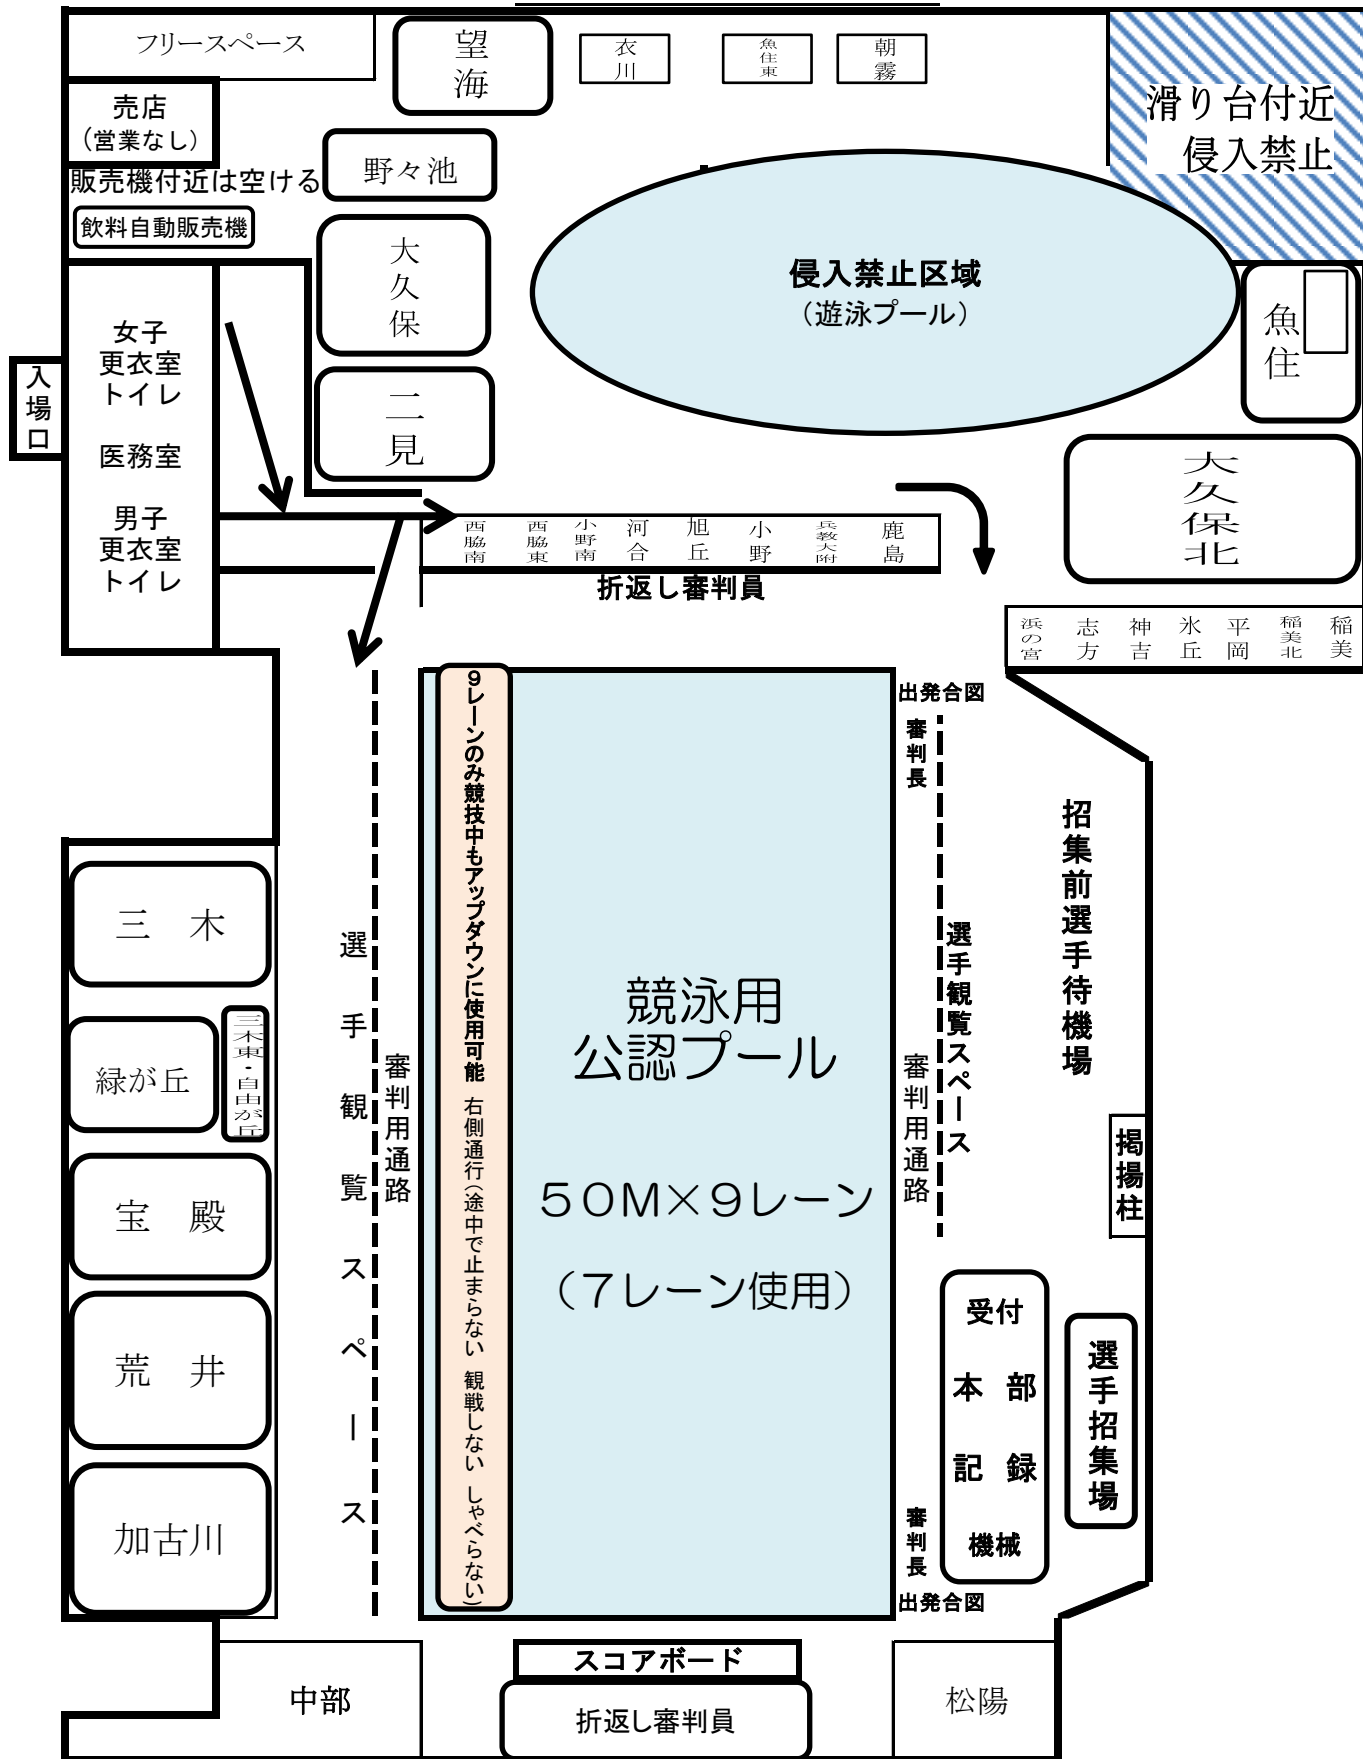 フリースペース
望海
衣川
魚住東
朝霧
滑り台付近
侵入禁止
売店
（営業なし）
販売機付近は空ける
飲料自動販売機
野々池
大久保
侵入禁止区域
（遊泳プール）
魚住
入場口
女子
更衣室
トイレ
医務室
男子
更衣室
トイレ
二見
大久保北
西脇南
西脇東
小野南
河合
旭丘
小野
兵教大附
鹿島
折返し審判員
浜の宮
志方
神吉
氷丘
平岡
稲美北
稲美
9レーンのみ競技中もアップダウンに使用可能 右側通行（途中で止まらない 観戦しない しゃべらない）
出発合図
審判長
招集前選手待機場
三 木
緑が丘
三木東・自由が丘
宝 殿
荒 井
加古川
選手観覧スペース
審判用通路
競泳用
公認プール
５０Ｍ×９レーン
（７レーン使用）
審判用通路
選手観覧スペース
掲揚柱
受付
本 部
記 録
機械
選手招集場
審判長
出発合図
中部
スコアボード
折返し審判員
松陽